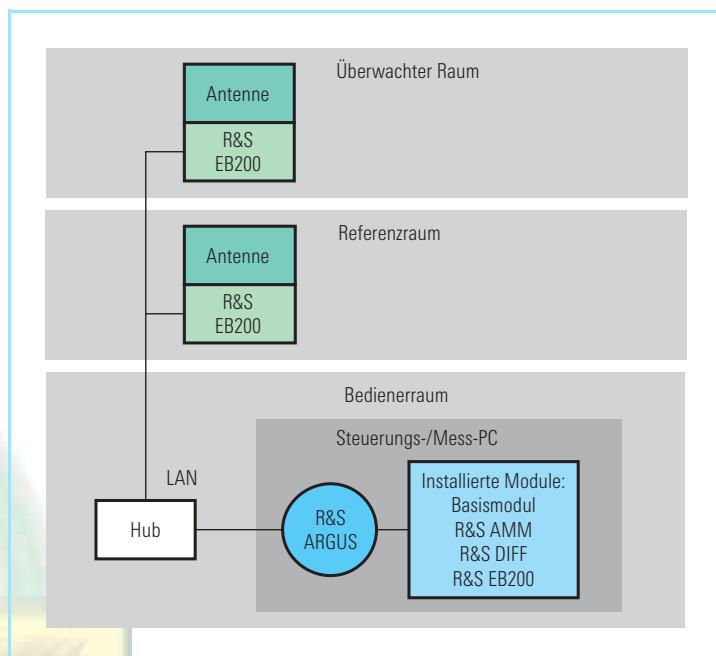 Überwachter Raum
Antenne
R&S
EB200
Referenzraum
Antenne
R&S
EB200
Bedienerraum
Steuerungs-/Mess-PC
LAN
Hub
R&S
ARGUS
Installierte Module:
Basismodul
R&S AMM
R&S DIFF
R&S EB200